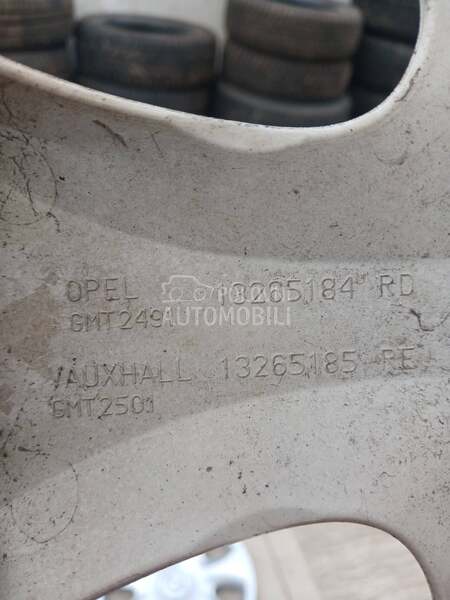 OPEL 13265184 RD
GMT249
AUTOMOBILI
VAUXHALL 13265185 RE
GMT2501